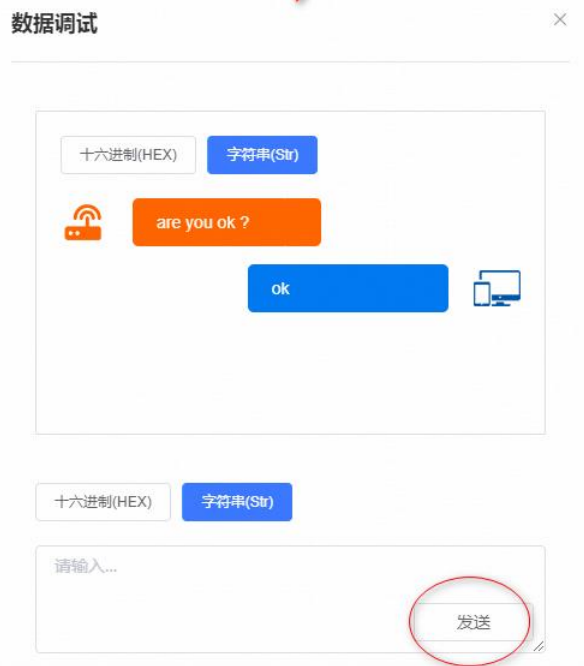 数据调试
十六进制(HEX) 字符串(Str)
are you ok ?
ok
十六进制(HEX) 字符串(Str)
请输入...
发送